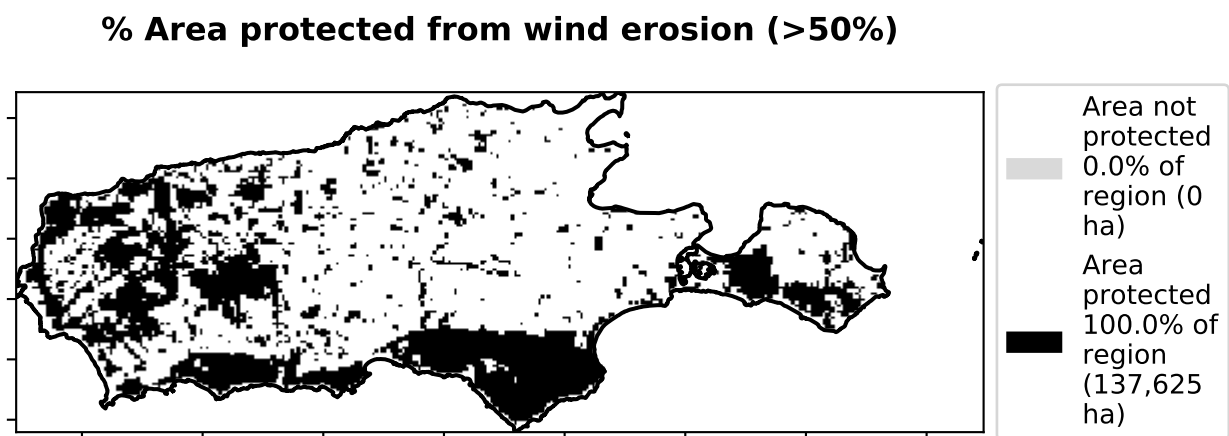 % Area protected from wind erosion (>50%)
Area not
protected
0.0% of
region (0
ha)
Area
protected
100.0% of
region
(137,625
ha)